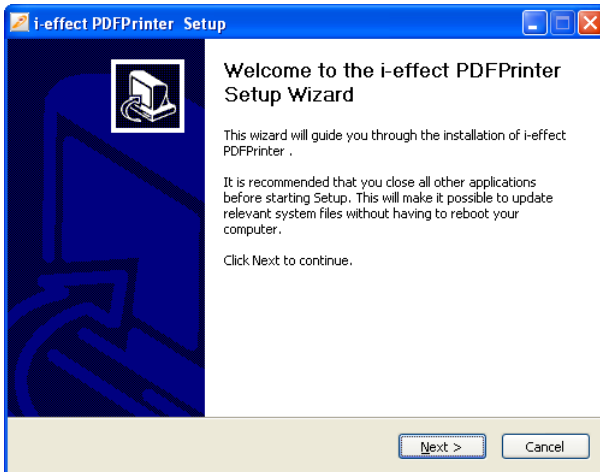 i-effect PDFPrinter Setup
Welcome to the i-effect PDFPrinter
Setup Wizard
This wizard will guide you through the installation of i-effect
PDFPrinter .
It is recommended that you close all other applications
before starting Setup. This will make it possible to update
relevant system files without having to reboot your
computer.
Click Next to continue.
Next >
Cancel